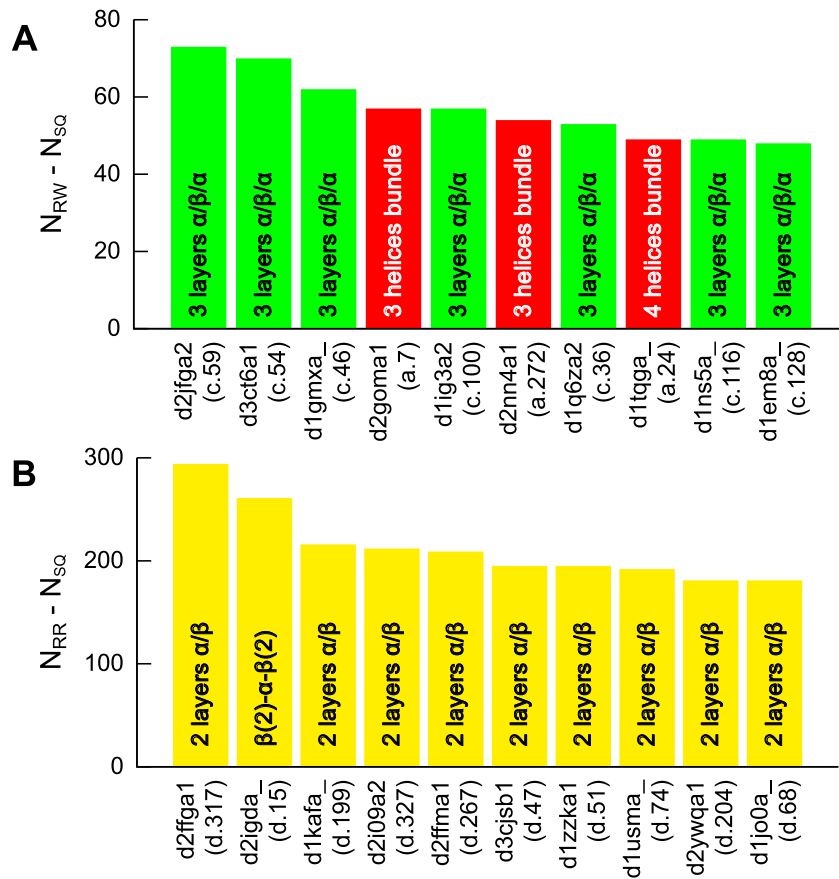 A
N_RW - N_SQ
80
60
40
20
0
3 layers α/β/α
3 layers α/β/α
3 layers α/β/α
3 helices bundle
3 layers α/β/α
3 helices bundle
3 layers α/β/α
4 helices bundle
3 layers α/β/α
3 layers α/β/α
d2jfga2
(c.59)
d3ct6a1
(c.54)
d1gmxa_
(c.46)
d2goma1
(a.7)
d1ig3a2
(c.100)
d2nn4a1
(a.272)
d1q6za2
(c.36)
d1tqga_
(a.24)
d1ns5a_
(c.116)
d1em8a_
(c.128)
B
N_RR - N_SQ
300
200
100
0
2 layers α/β
β(2)-α-β(2)
2 layers α/β
2 layers α/β
2 layers α/β
2 layers α/β
2 layers α/β
2 layers α/β
2 layers α/β
2 layers α/β
d2ffga1
(d.317)
d2igda_
(d.15)
d1kafa_
(d.199)
d2i09a2
(d.327)
d2ffma1
(d.267)
d3cjsb1
(d.47)
d1zzka1
(d.51)
d1usma_
(d.74)
d2ywqa1
(d.204)
d1jo0a_
(d.68)